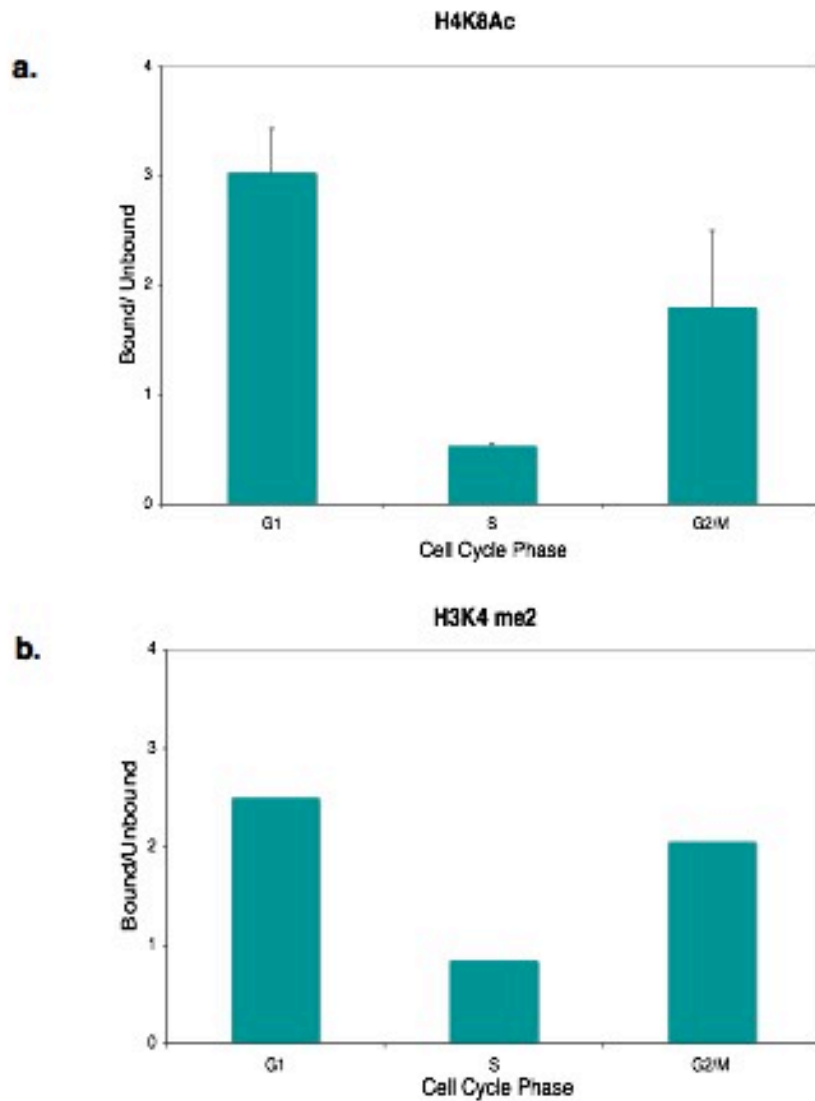 H4K8Ac
a.
4
3
2
1
0
Bound/ Unbound
G1 S G2/M
Cell Cycle Phase
H3K4 me2
b.
4
3
2
1
0
Bound/Unbound
G1 S G2/M
Cell Cycle Phase